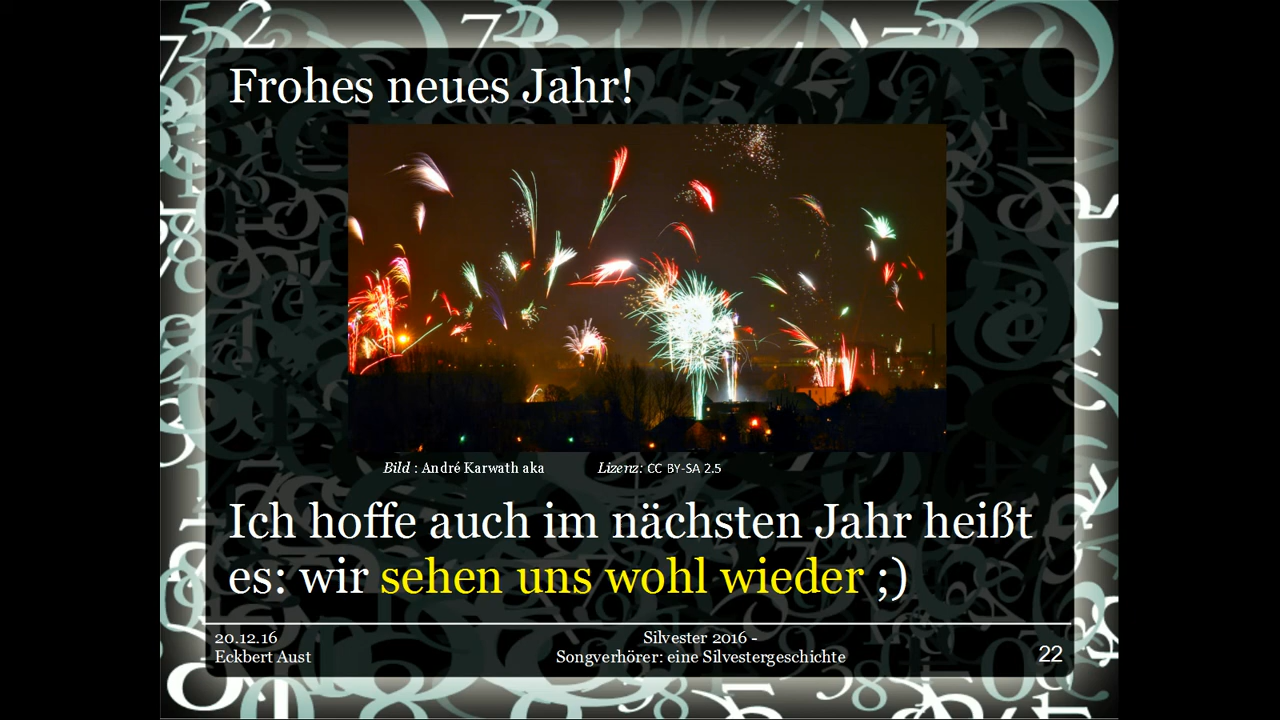 Frohes neues Jahr!
Bild : André Karwath aka Lizenz: CC BY-SA 2.5
Ich hoffe auch im nächsten Jahr heißt
es: wir sehen uns wohl wieder ;)
20.12.16
Eckbert Aust
Silvester 2016 -
Songverhörer: eine Silvestergeschichte
22